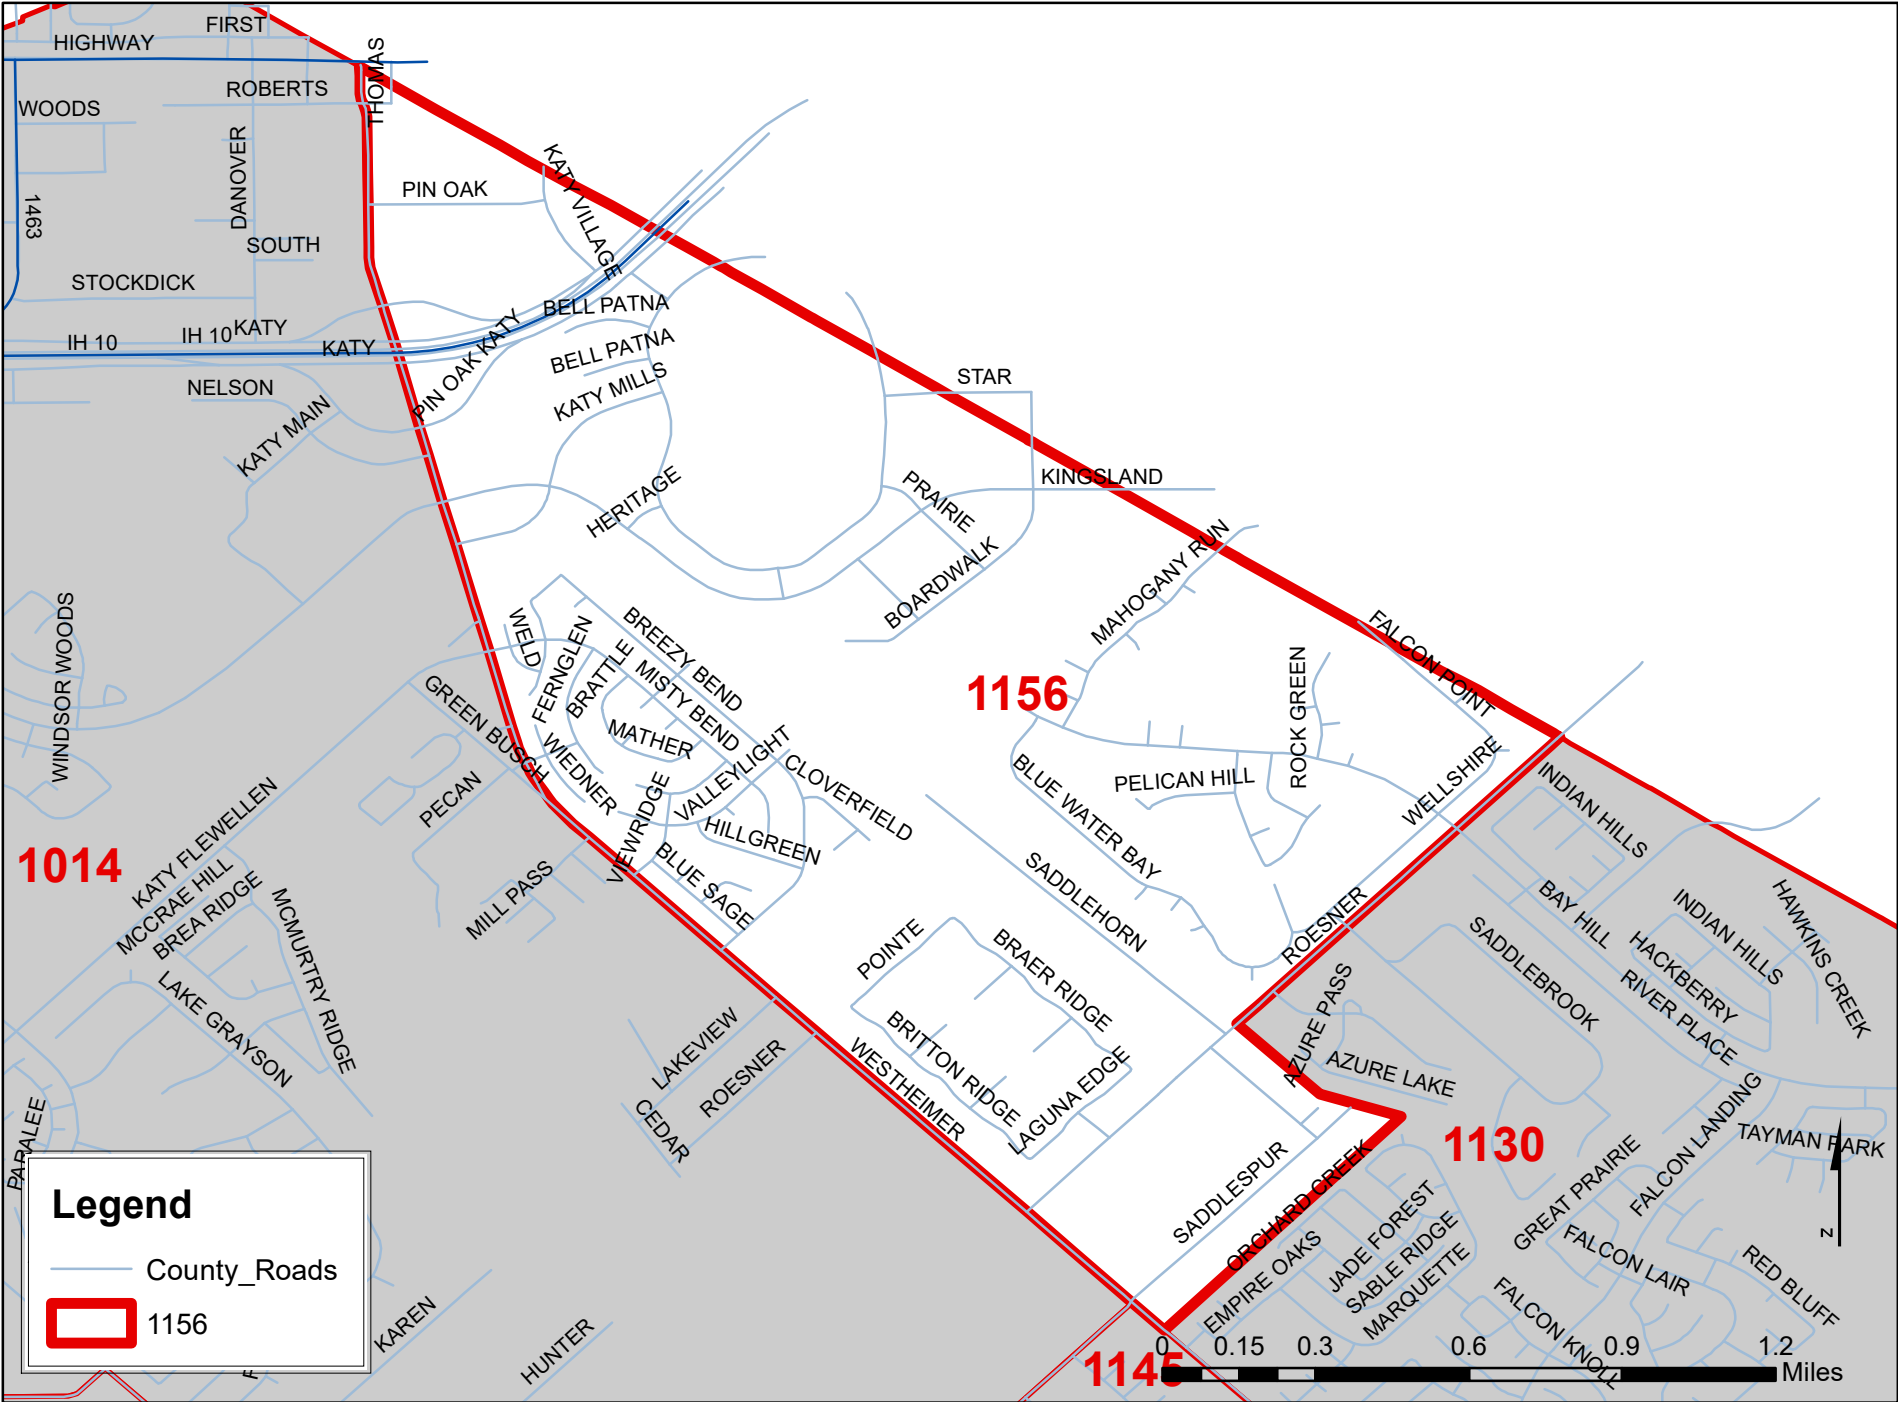 FIRST
HIGHWAY
THOMAS
ROBERTS
WOODS
DANOVER
KATY VILLAGE
PIN OAK
1463
SOUTH
STOCKDICK
BELL PATNA
IH 10
IH 10
KATY
KATY
PIN OAK KATY
BELL PATNA
KATY MILLS
NELSON
KATY MAIN
STAR
HERITAGE
PRAIRIE
KINGSLAND
BOARDWALK
MAHOGANY RUN
WINDSOR WOODS
WELD
FERNGLEN
BRATTLE
BREEZY BEND
MISTY BEND
FALCON POINT
1156
ROCK GREEN
GREEN BUSCH
MATHER
WIEDNER
VALLEYLIGHT
CLOVERFIELD
VIEWRIDGE
HILLGREEN
BLUE SAGE
PELICAN HILL
BLUE WATER BAY
WELLSHIRE
INDIAN HILLS
PECAN
KATY FLEWELLEN
1014
MCCRAE HILL
BREA RIDGE
MCMURTRY RIDGE
MILL PASS
SADDLEHORN
ROESNER
BAY HILL
INDIAN HILLS
HAWKINS CREEK
SADDLEBROOK
HACKBERRY
RIVER PLACE
POINTE
BRAER RIDGE
LAKE GRAYSON
AZURE PASS
AZURE LAKE
LAKEVIEW
ROESNER
CEDAR
WESTHEIMER
BRITTON RIDGE
LAGUNA EDGE
PARALEE
1130
FALCON LANDING
TAYMAN PARK
SADDLESPUR
ORCHARD CREEK
GREAT PRAIRIE
JADE FOREST
SABLE RIDGE
MARQUETTE
EMPIRE OAKS
FALCON LAIR
RED BLUFF
FALCON KNOLL
N
Legend
County_Roads
1156
KAREN
HUNTER
1145
0 0.15 0.3 0.6 0.9 1.2
Miles